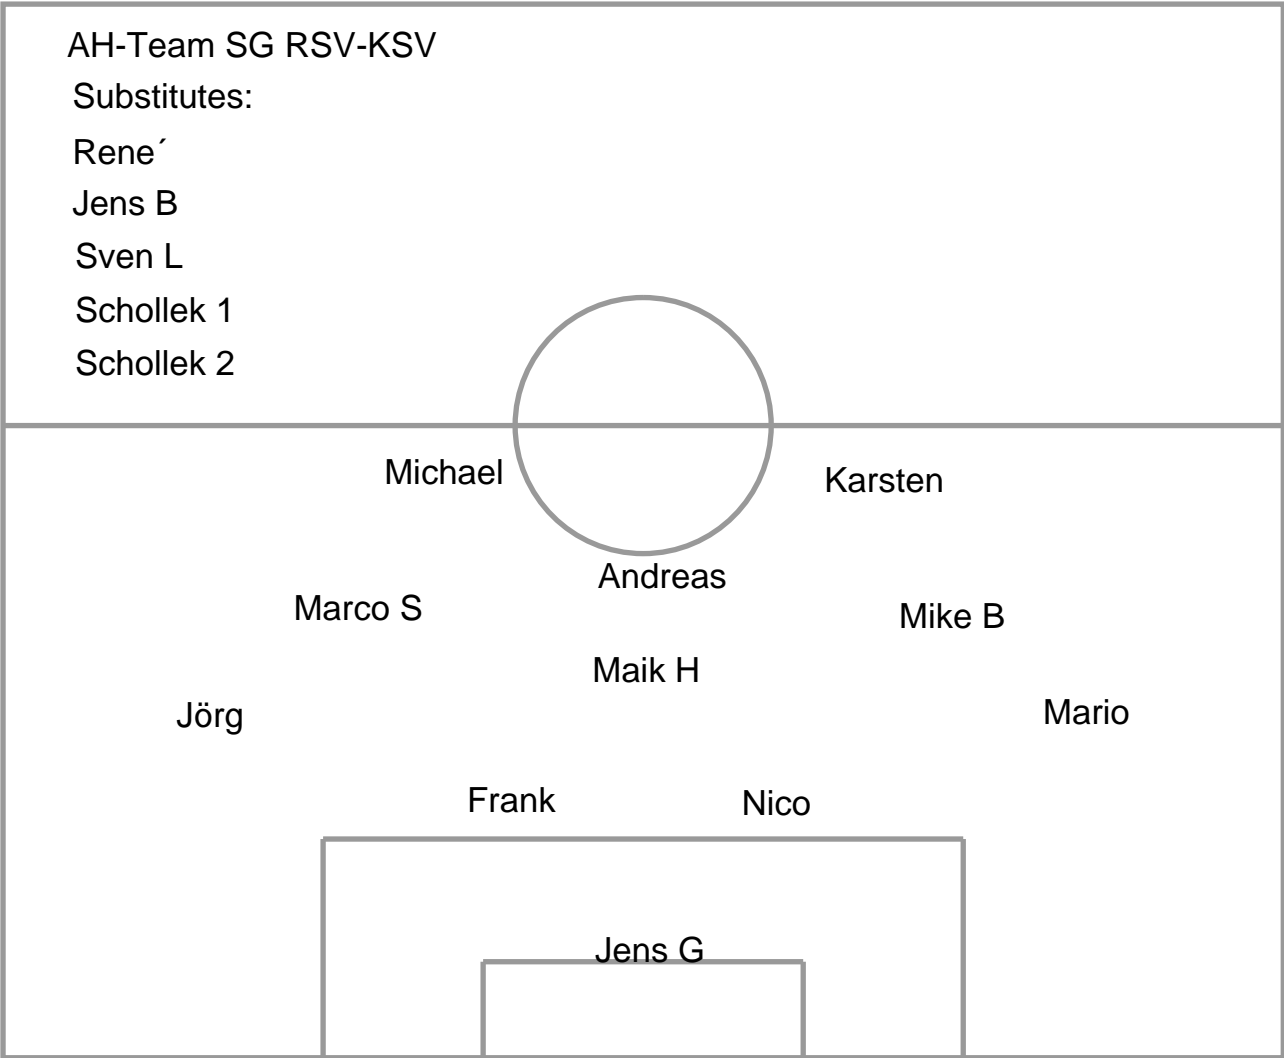 AH-Team SG RSV-KSV
Substitutes:
Rene´
Jens B
Sven L
Schollek 1
Schollek 2
Michael
Karsten
Andreas
Marco S
Mike B
Maik H
Jörg
Mario
Frank
Nico
Jens G